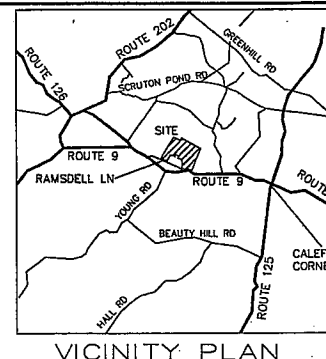 ROUTE 202
GREENHILL RD
ROUTE 126
SCRUTON POND RD
SITE
ROUTE 9
RAMSDELL LN
ROUTE 9
ROUTE
YOUNG RD
BEAUTY HILL RD
CALEF
CORNE
ROUTE 125
HALL RD
VICINITY PLAN